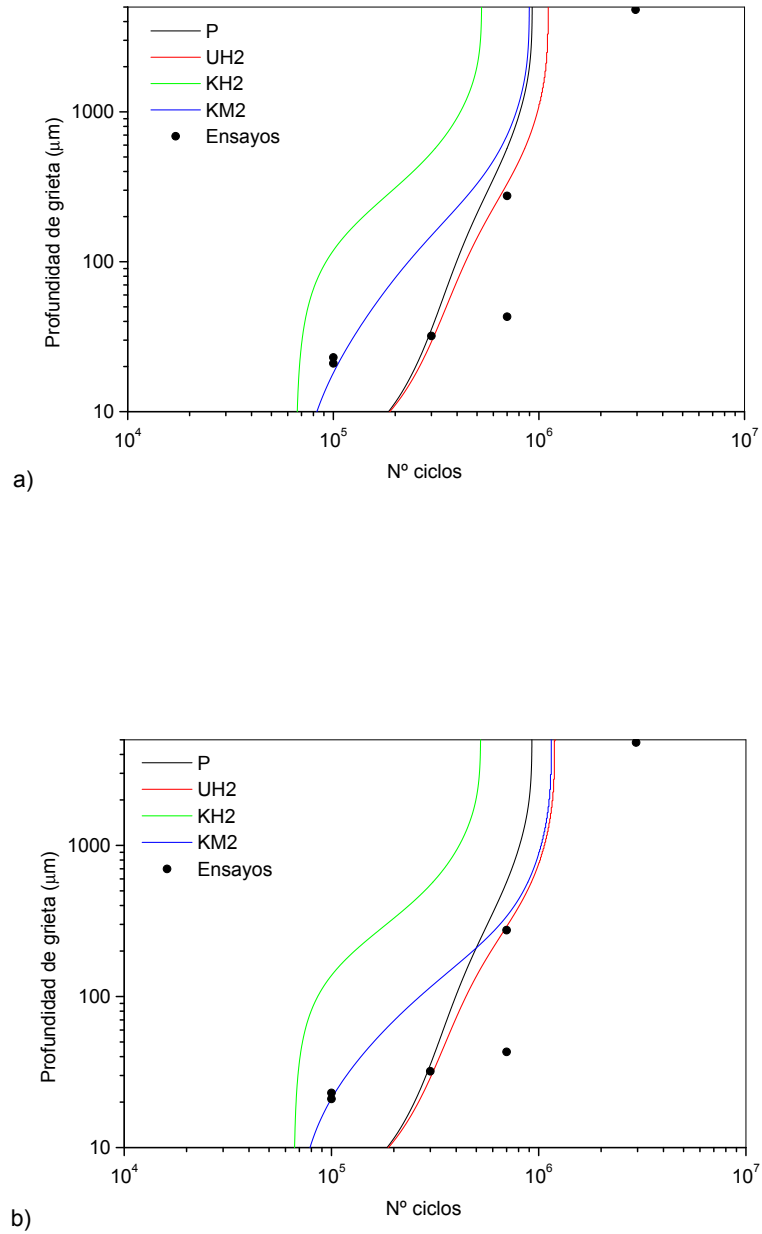 P
UH2
KH2
KM2
Ensayos
1000
100
10
Profundidad de grieta (μm)
10^4
10^5
10^6
10^7
Nº ciclos
a)
P
UH2
KH2
KM2
Ensayos
1000
100
10
Profundidad de grieta (μm)
10^4
10^5
10^6
10^7
Nº ciclos
b)